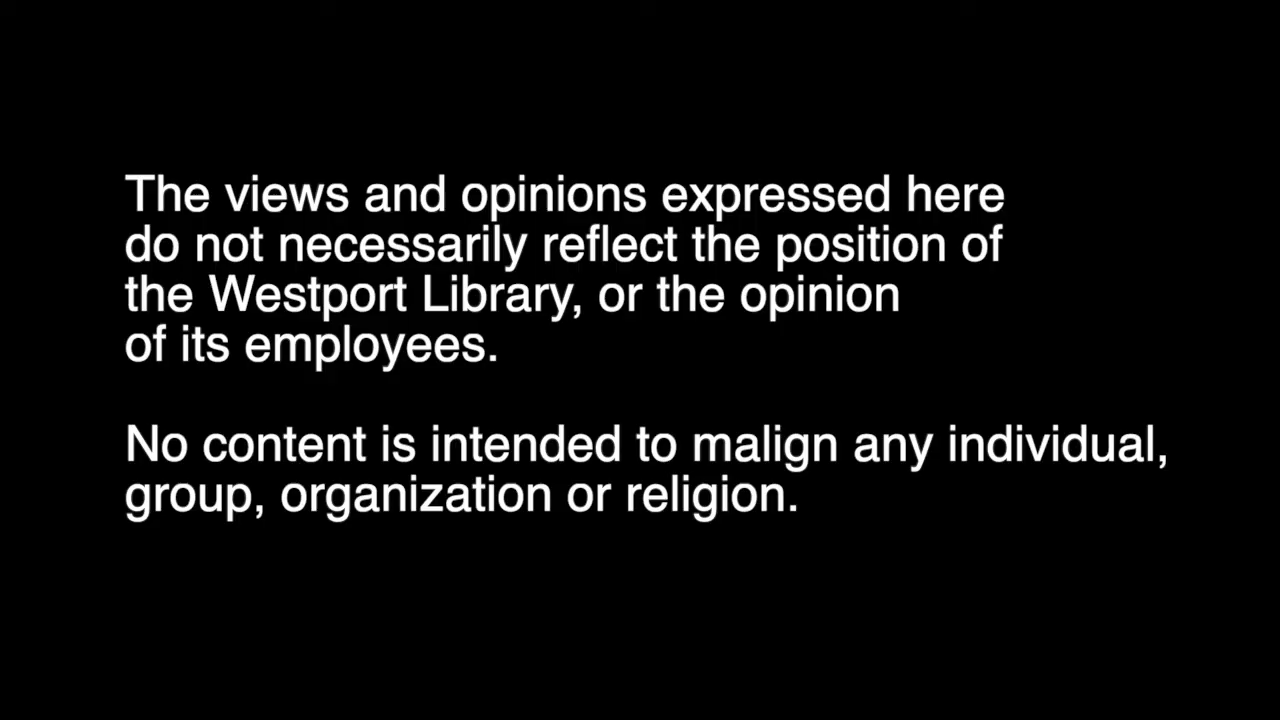 The views and opinions expressed here
do not necessarily reflect the position of
the Westport Library, or the opinion
of its employees.
No content is intended to malign any individual,
group, organization or religion.